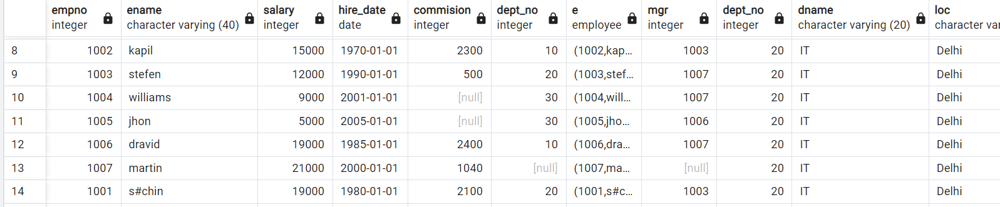 empno ename salary hire_date commision dept_no e mgr dept_no dname loc
integer character varying (40) integer date integer integer employee integer integer character varying (20) character var
8 1002 kapil 15000 1970-01-01 2300 10 (1002,kap... 1003 20 IT Delhi
9 1003 stefen 12000 1990-01-01 500 20 (1003,stef... 1007 20 IT Delhi
10 1004 williams 9000 2001-01-01 [null] 30 (1004,will... 1007 20 IT Delhi
11 1005 jhon 5000 2005-01-01 [null] 30 (1005,jho... 1006 20 IT Delhi
12 1006 dravid 19000 1985-01-01 2400 10 (1006,dra... 1007 20 IT Delhi
13 1007 martin 21000 2000-01-01 1040 [null] (1007,ma... [null] 20 IT Delhi
14 1001 s#chin 19000 1980-01-01 2100 20 (1001,s#c... 1003 20 IT Delhi